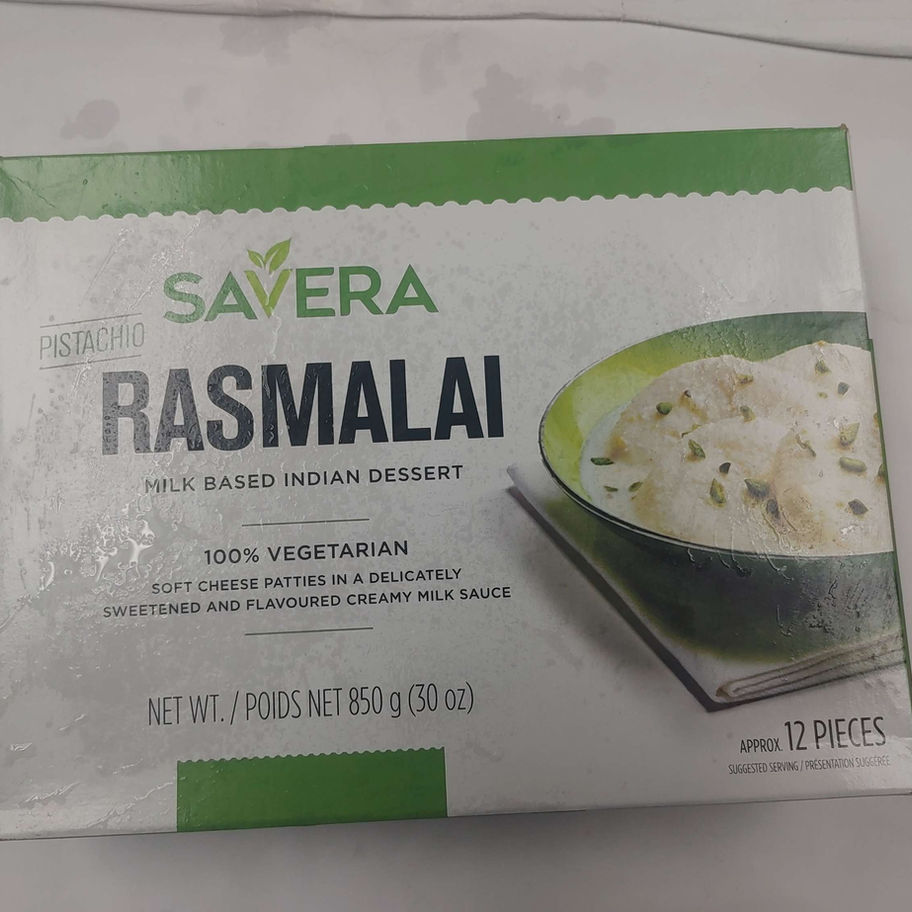 SAVERA
PISTACHIO
RASMALAI
MILK BASED INDIAN DESSERT
100% VEGETARIAN
SOFT CHEESE PATTIES IN A DELICATELY
SWEETENED AND FLAVOURED CREAMY MILK SAUCE
NET WT. / POIDS NET 850 g (30 oz)
APPROX. 12 PIECES
SUGGESTED SERVING / PRÉSENTATION SUGGÉRÉE